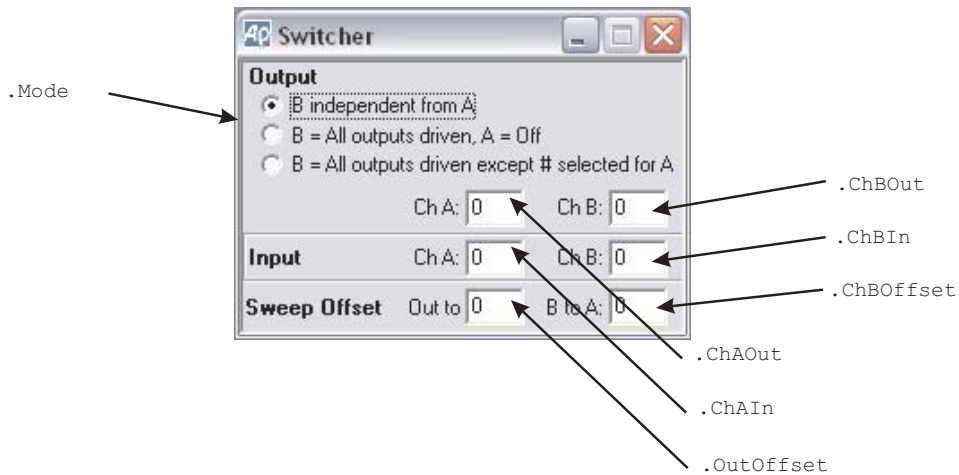 Ap Switcher
Output
.Mode
B independent from A
B = All outputs driven, A = Off
B = All outputs driven except # selected for A
.ChBOut
Ch A: 0 Ch B: 0
.ChBIn
Input Ch A: 0 Ch B: 0
.ChBOffset
Sweep Offset Out to 0 B to A: 0
.ChAOut
.ChAIn
.OutOffset